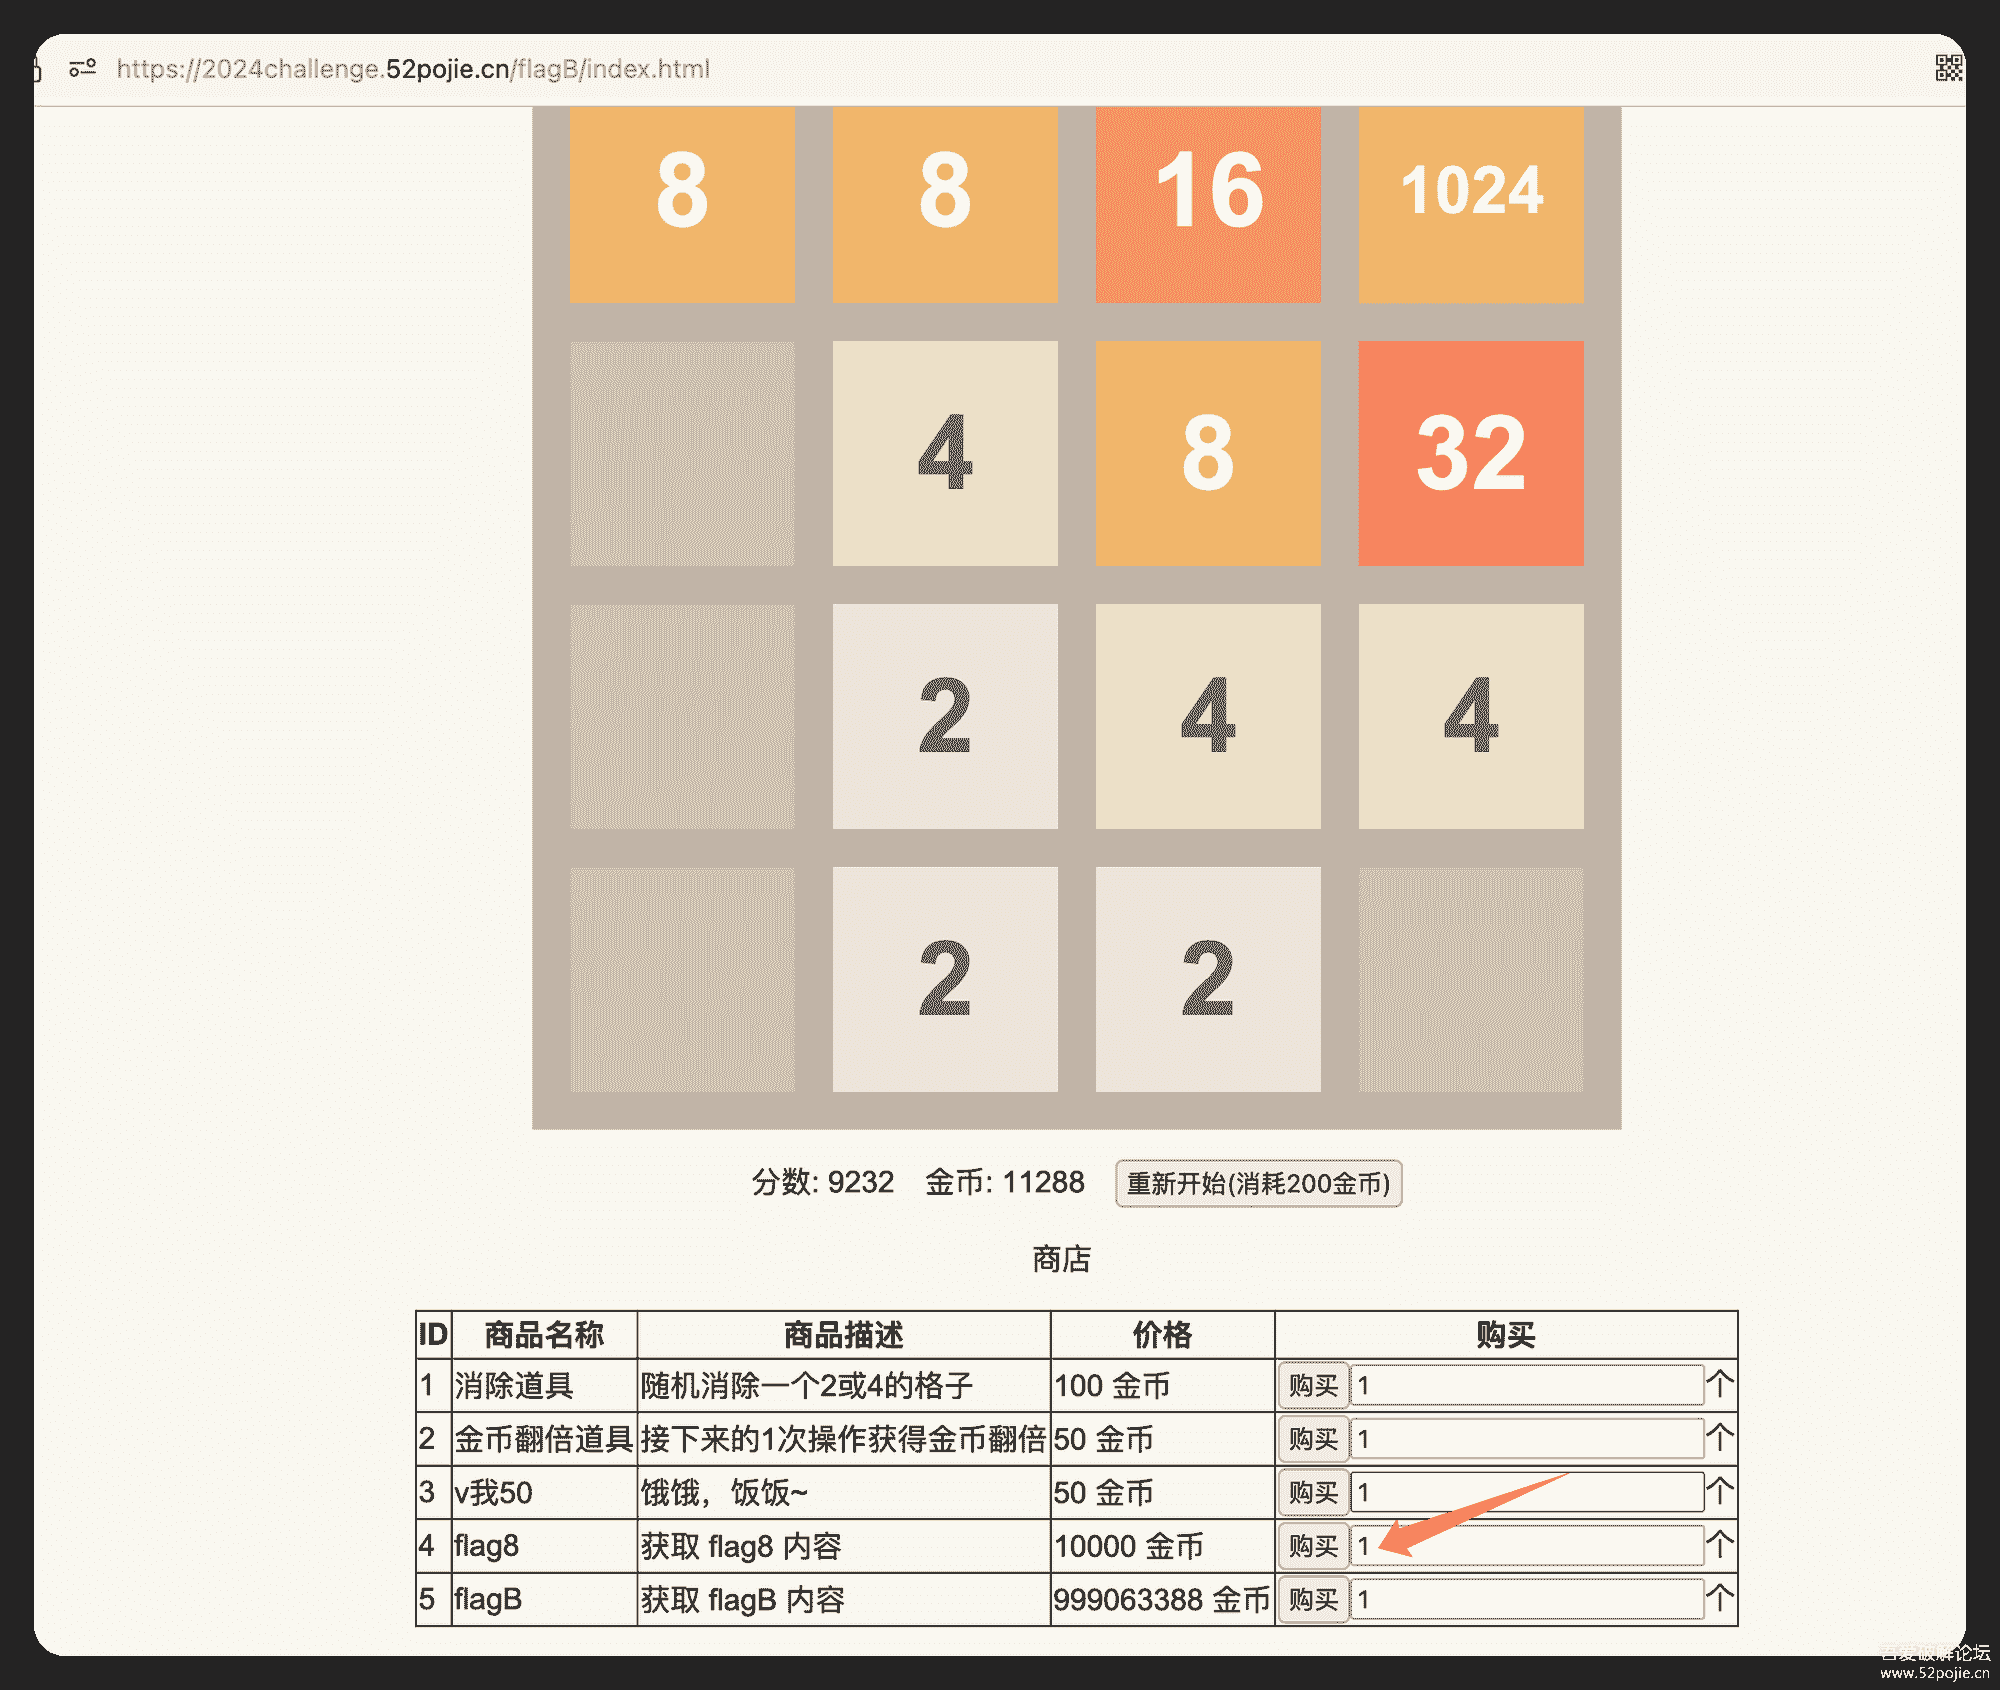 https://2024challenge.52pojie.cn/flagB/index.html
8 8 16 1024
4 8 32
2 4 4
2 2
分数: 9232 金币: 11288 重新开始(消耗200金币)
商店
ID 商品名称 商品描述 价格 购买
1 消除道具 随机消除一个2或4的格子 100 金币 购买 1 个
2 金币翻倍道具 接下来的1次操作获得金币翻倍 50 金币 购买 1 个
3 v我50 饿饿，饭饭~ 50 金币 购买 1 个
4 flag8 获取 flag8 内容 10000 金币 购买 1 个
5 flagB 获取 flagB 内容 999063388 金币 购买 1 个
吾爱破解论坛
www.52pojie.cn